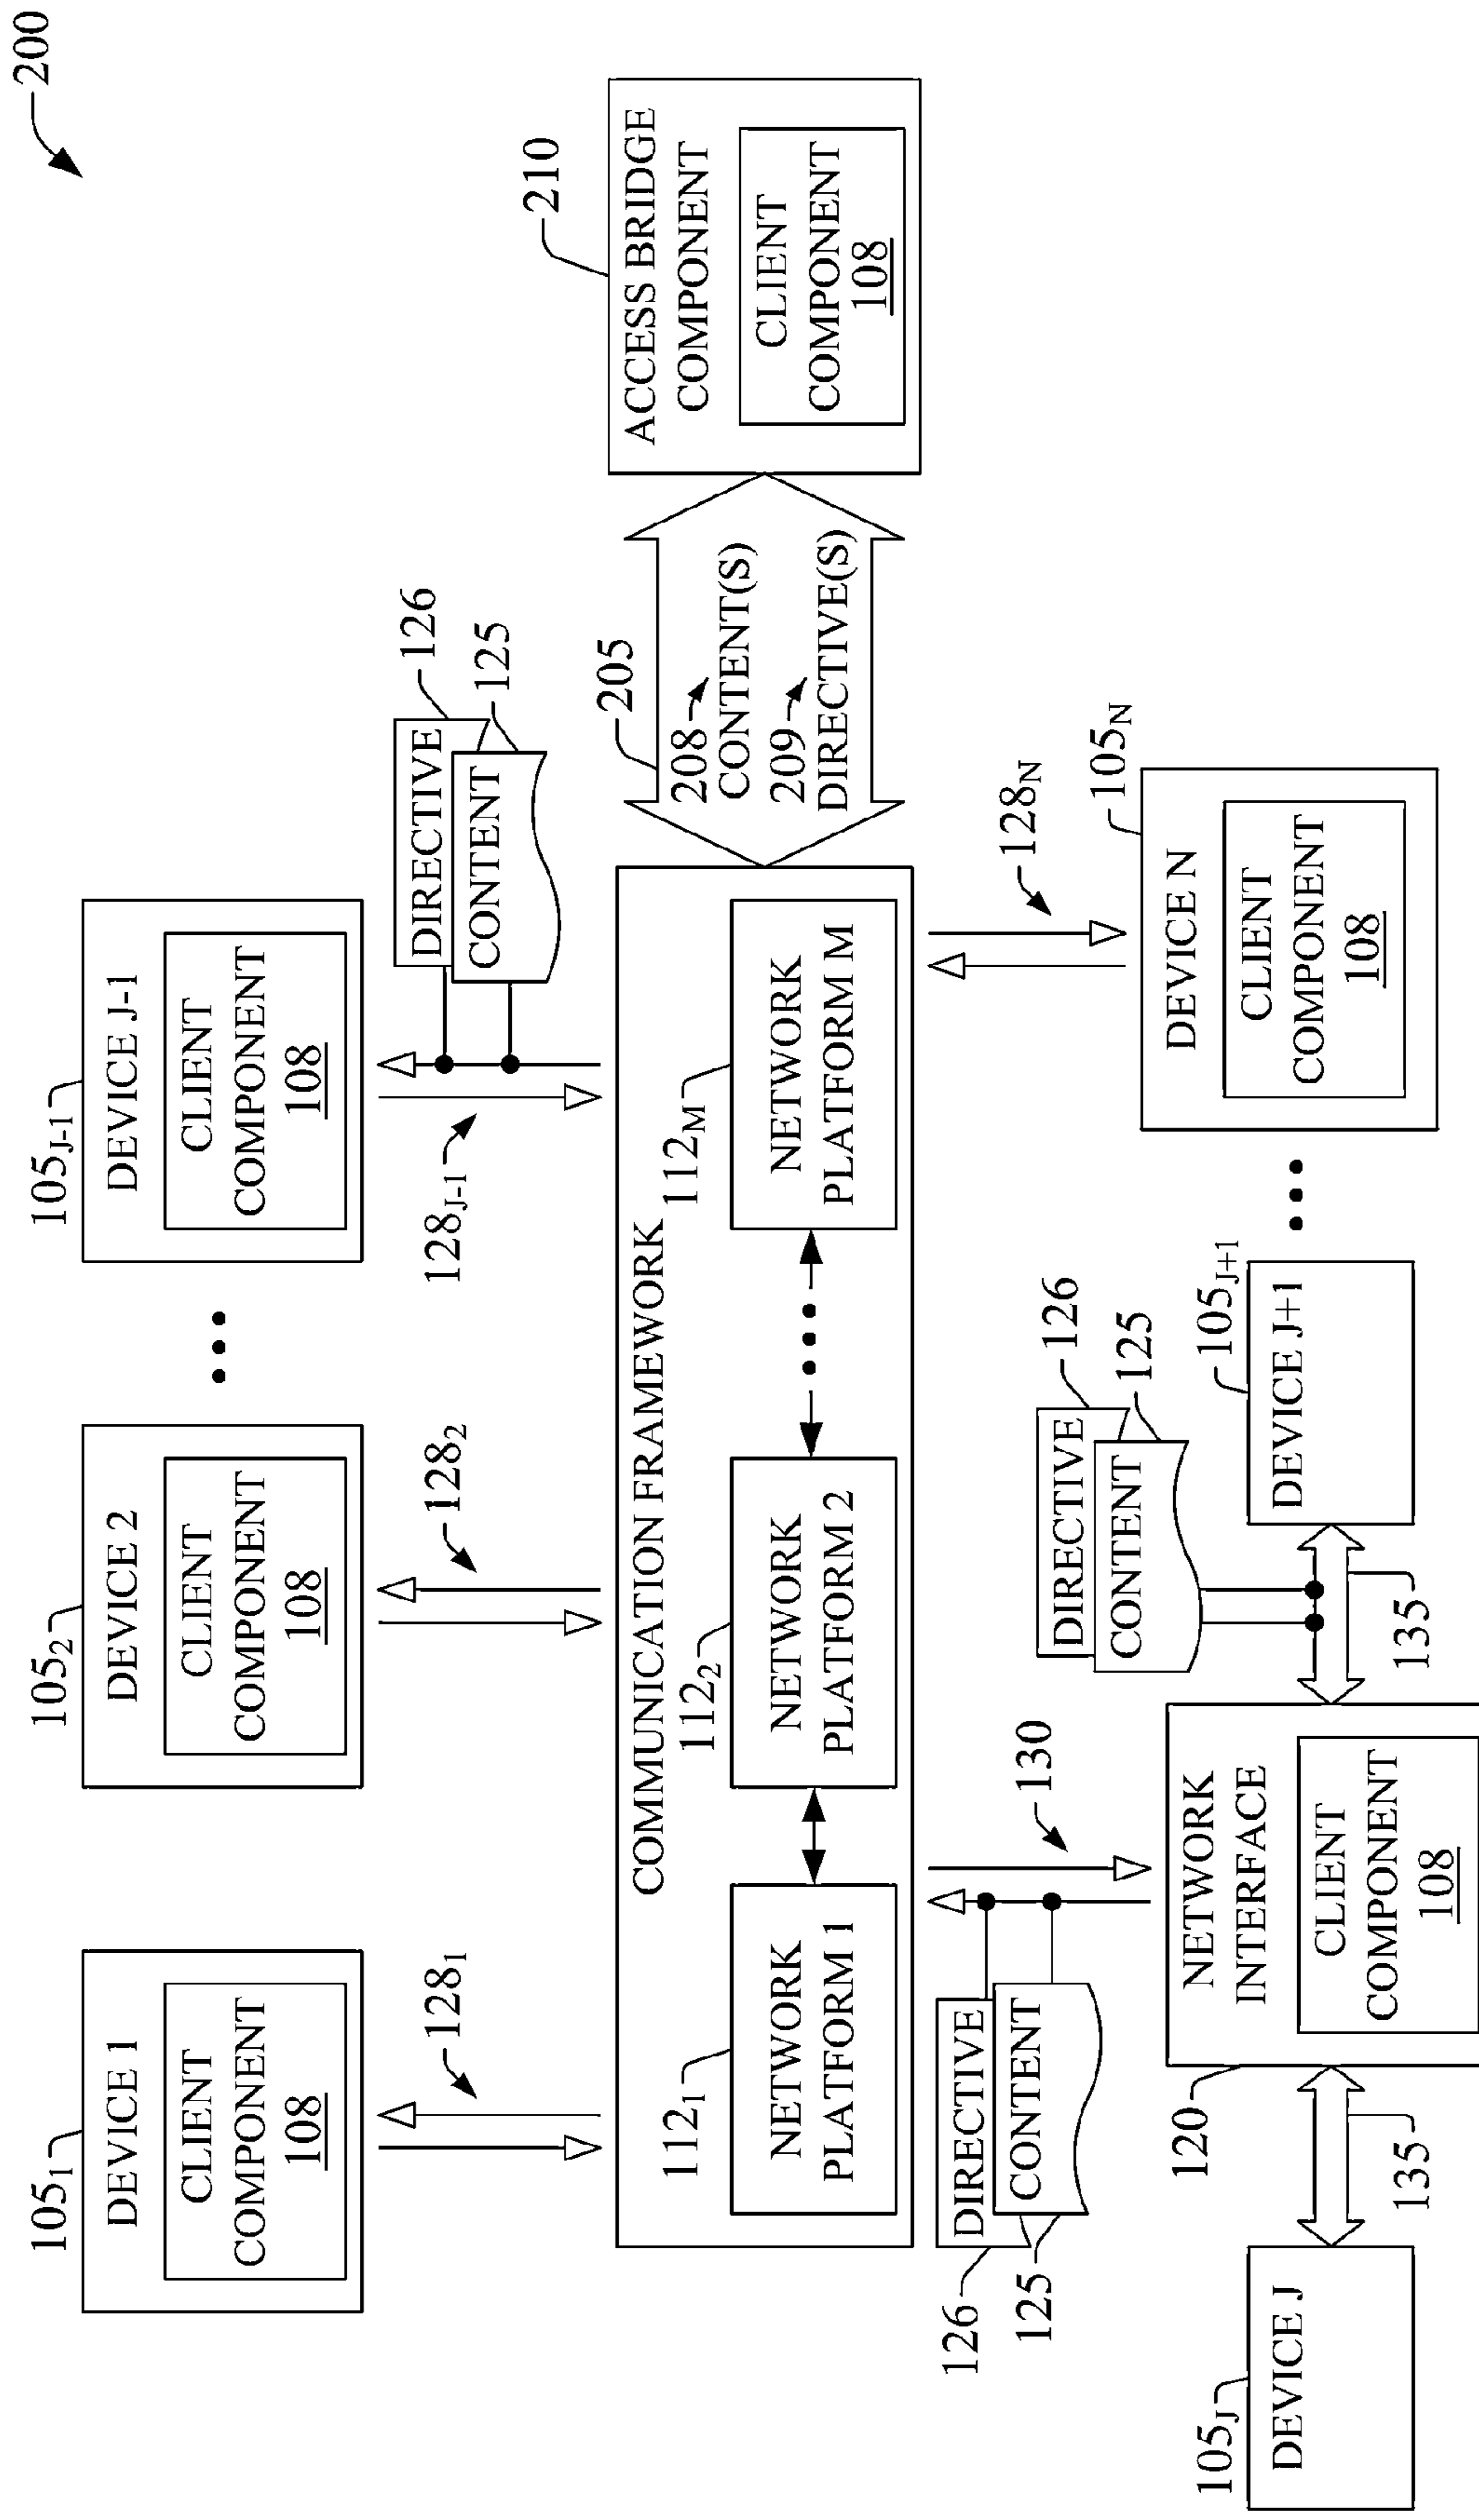 200
105₁
DEVICE 1
CLIENT
COMPONENT
108
105₂
DEVICE 2
CLIENT
COMPONENT
108
105J-1
DEVICE J-1
CLIENT
COMPONENT
108
128₁
128₂
128J-1
DIRECTIVE
126
CONTENT
125
COMMUNICATION FRAMEWORK
112₁
NETWORK
PLATFORM 1
112₂
NETWORK
PLATFORM 2
112M
NETWORK
PLATFORM M
205
208
CONTENT(S)
209
DIRECTIVE(S)
210
ACCESS BRIDGE
COMPONENT
CLIENT
COMPONENT
108
126
DIRECTIVE
125
CONTENT
130
DIRECTIVE
126
CONTENT
125
128N
105J
DEVICE J
135
120
NETWORK
INTERFACE
CLIENT
COMPONENT
108
135
105J+1
DEVICE J+1
105N
DEVICE N
CLIENT
COMPONENT
108